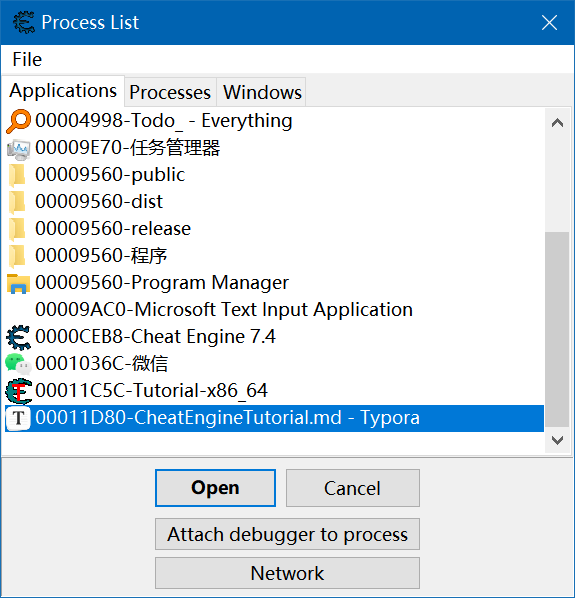 Process List
File
Applications Processes Windows
00004998-Todo_ - Everything
00009E70-任务管理器
00009560-public
00009560-dist
00009560-release
00009560-程序
00009560-Program Manager
00009AC0-Microsoft Text Input Application
0000CEB8-Cheat Engine 7.4
0001036C-微信
00011C5C-Tutorial-x86_64
T 00011D80-CheatEngineTutorial.md - Typora
Open Cancel
Attach debugger to process
Network